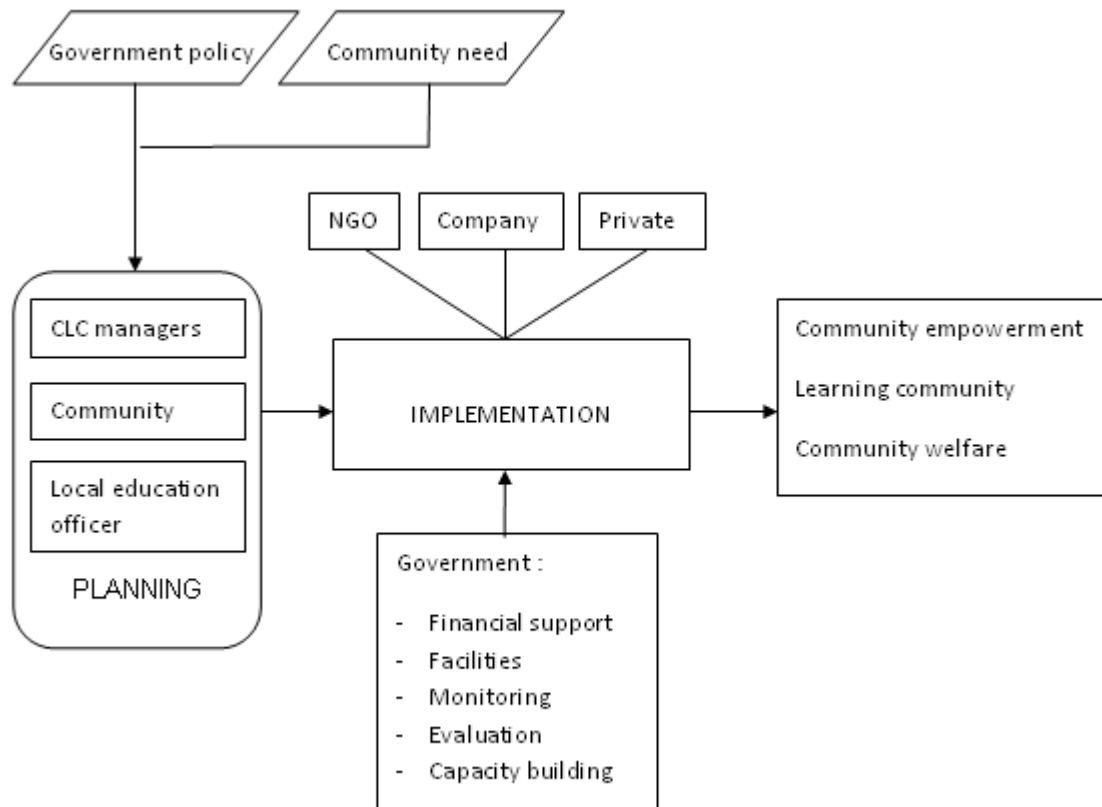 Government policy
Community need
NGO
Company
Private
CLC managers
Community
Local education
officer
PLANNING
IMPLEMENTATION
Community empowerment
Learning community
Community welfare
Government :
- Financial support
- Facilities
- Monitoring
- Evaluation
- Capacity building